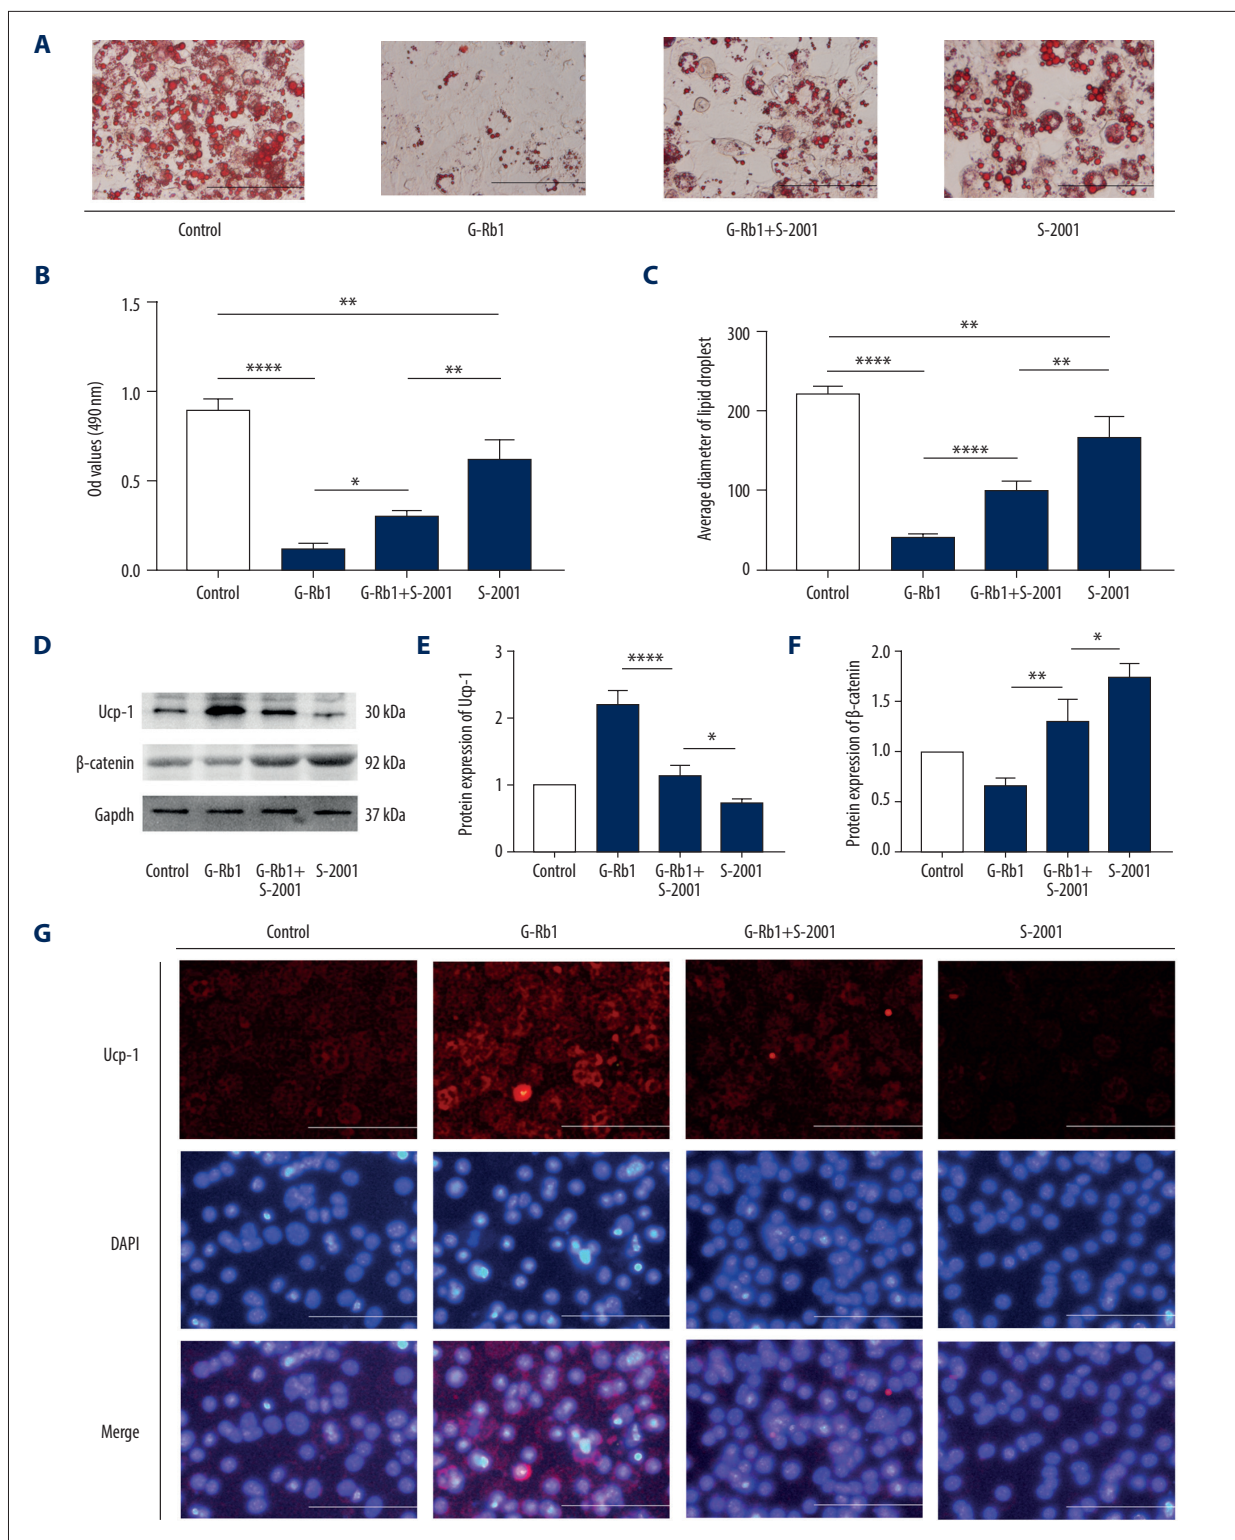 A
Control
G-Rb1
G-Rb1+S-2001
S-2001
B
Od values (490 nm)
1.5
1.0
0.5
0.0
**
****
**
*
Control
G-Rb1
G-Rb1+S-2001
S-2001
C
Average diameter of lipid droplest
300
200
100
0
**
****
**
****
Control
G-Rb1
G-Rb1+S-2001
S-2001
D
Ucp-1
30 kDa
β-catenin
92 kDa
Gapdh
37 kDa
Control
G-Rb1
G-Rb1+
S-2001
S-2001
E
Protein expression of Ucp-1
3
2
1
0
****
*
Control
G-Rb1
G-Rb1+
S-2001
S-2001
F
Protein expression of β-catenin
2.0
1.5
1.0
0.5
0.0
*
**
Control
G-Rb1
G-Rb1+
S-2001
S-2001
G
Control
G-Rb1
G-Rb1+S-2001
S-2001
Ucp-1
DAPI
Merge